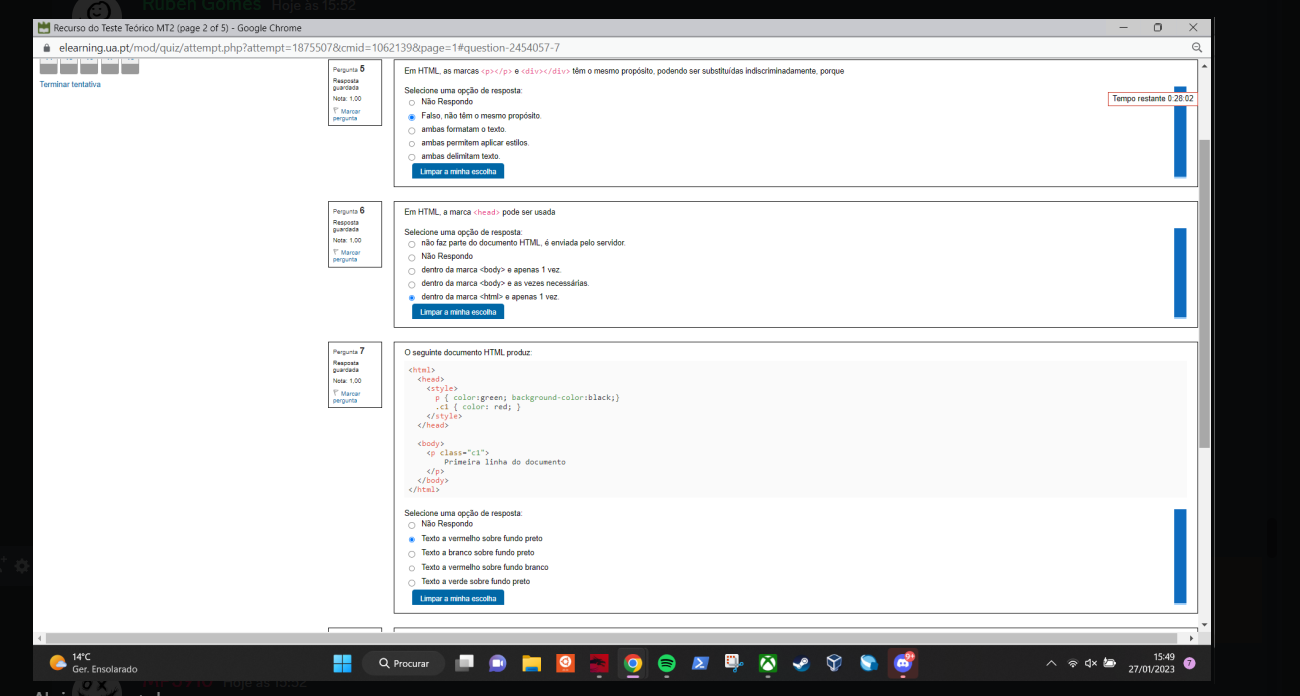 Ruben Gomes Hoje às 15:52
Recurso do Teste Teórico MT2 (page 2 of 5) - Google Chrome
elearning.ua.pt/mod/quiz/attempt.php?attempt=1875507&cmid=1062139&page=1#question-2454057-7
Terminar tentativa
Tempo restante 0:28:02
Pergunta 5
Resposta
guardada
Nota: 1,00
Marcar
pergunta
Em HTML, as marcas <p></p> e <div></div> têm o mesmo propósito, podendo ser substituídas indiscriminadamente, porque
Selecione uma opção de resposta:
Não Respondo
Falso, não têm o mesmo propósito.
ambas formatam o texto.
ambas permitem aplicar estilos.
ambas delimitam texto.
Limpar a minha escolha
Pergunta 6
Resposta
guardada
Nota: 1,00
Marcar
pergunta
Em HTML, a marca <head> pode ser usada
Selecione uma opção de resposta:
não faz parte do documento HTML, é enviada pelo servidor.
Não Respondo
dentro da marca <body> e apenas 1 vez.
dentro da marca <body> e as vezes necessárias.
dentro da marca <html> e apenas 1 vez.
Limpar a minha escolha
Pergunta 7
Resposta
guardada
Nota: 1,00
Marcar
pergunta
O seguinte documento HTML produz:
<html>
<head>
<style>
p { color:green; background-color:black;}
.c1 { color: red; }
</style>
</head>
<body>
<p class="c1">
Primeira linha do documento
</p>
</body>
</html>
Selecione uma opção de resposta:
Não Respondo
Texto a vermelho sobre fundo preto
Texto a branco sobre fundo preto
Texto a vermelho sobre fundo branco
Texto a verde sobre fundo preto
Limpar a minha escolha
14°C
Ger. Ensolarado
Procurar
9+
15:49
27/01/2023
7
Hoje às 15:52